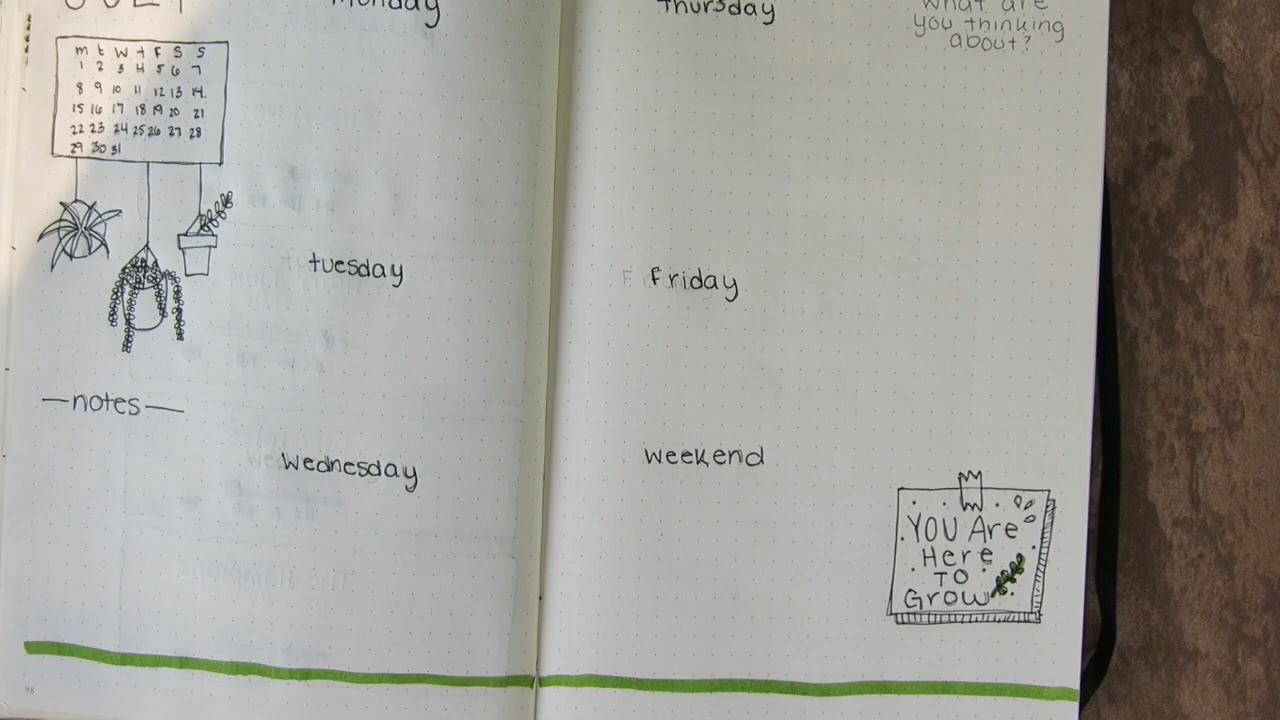 JULY
m t w t F S S
1 2 3 4 5 6 7
8 9 10 11 12 13 14
15 16 17 18 19 20 21
22 23 24 25 26 27 28
29 30 31
—notes—
monday
tuesday
wednesday
thursday
friday
weekend
what are
you thinking
about?
YOU Are
Here
TO
Grow
98